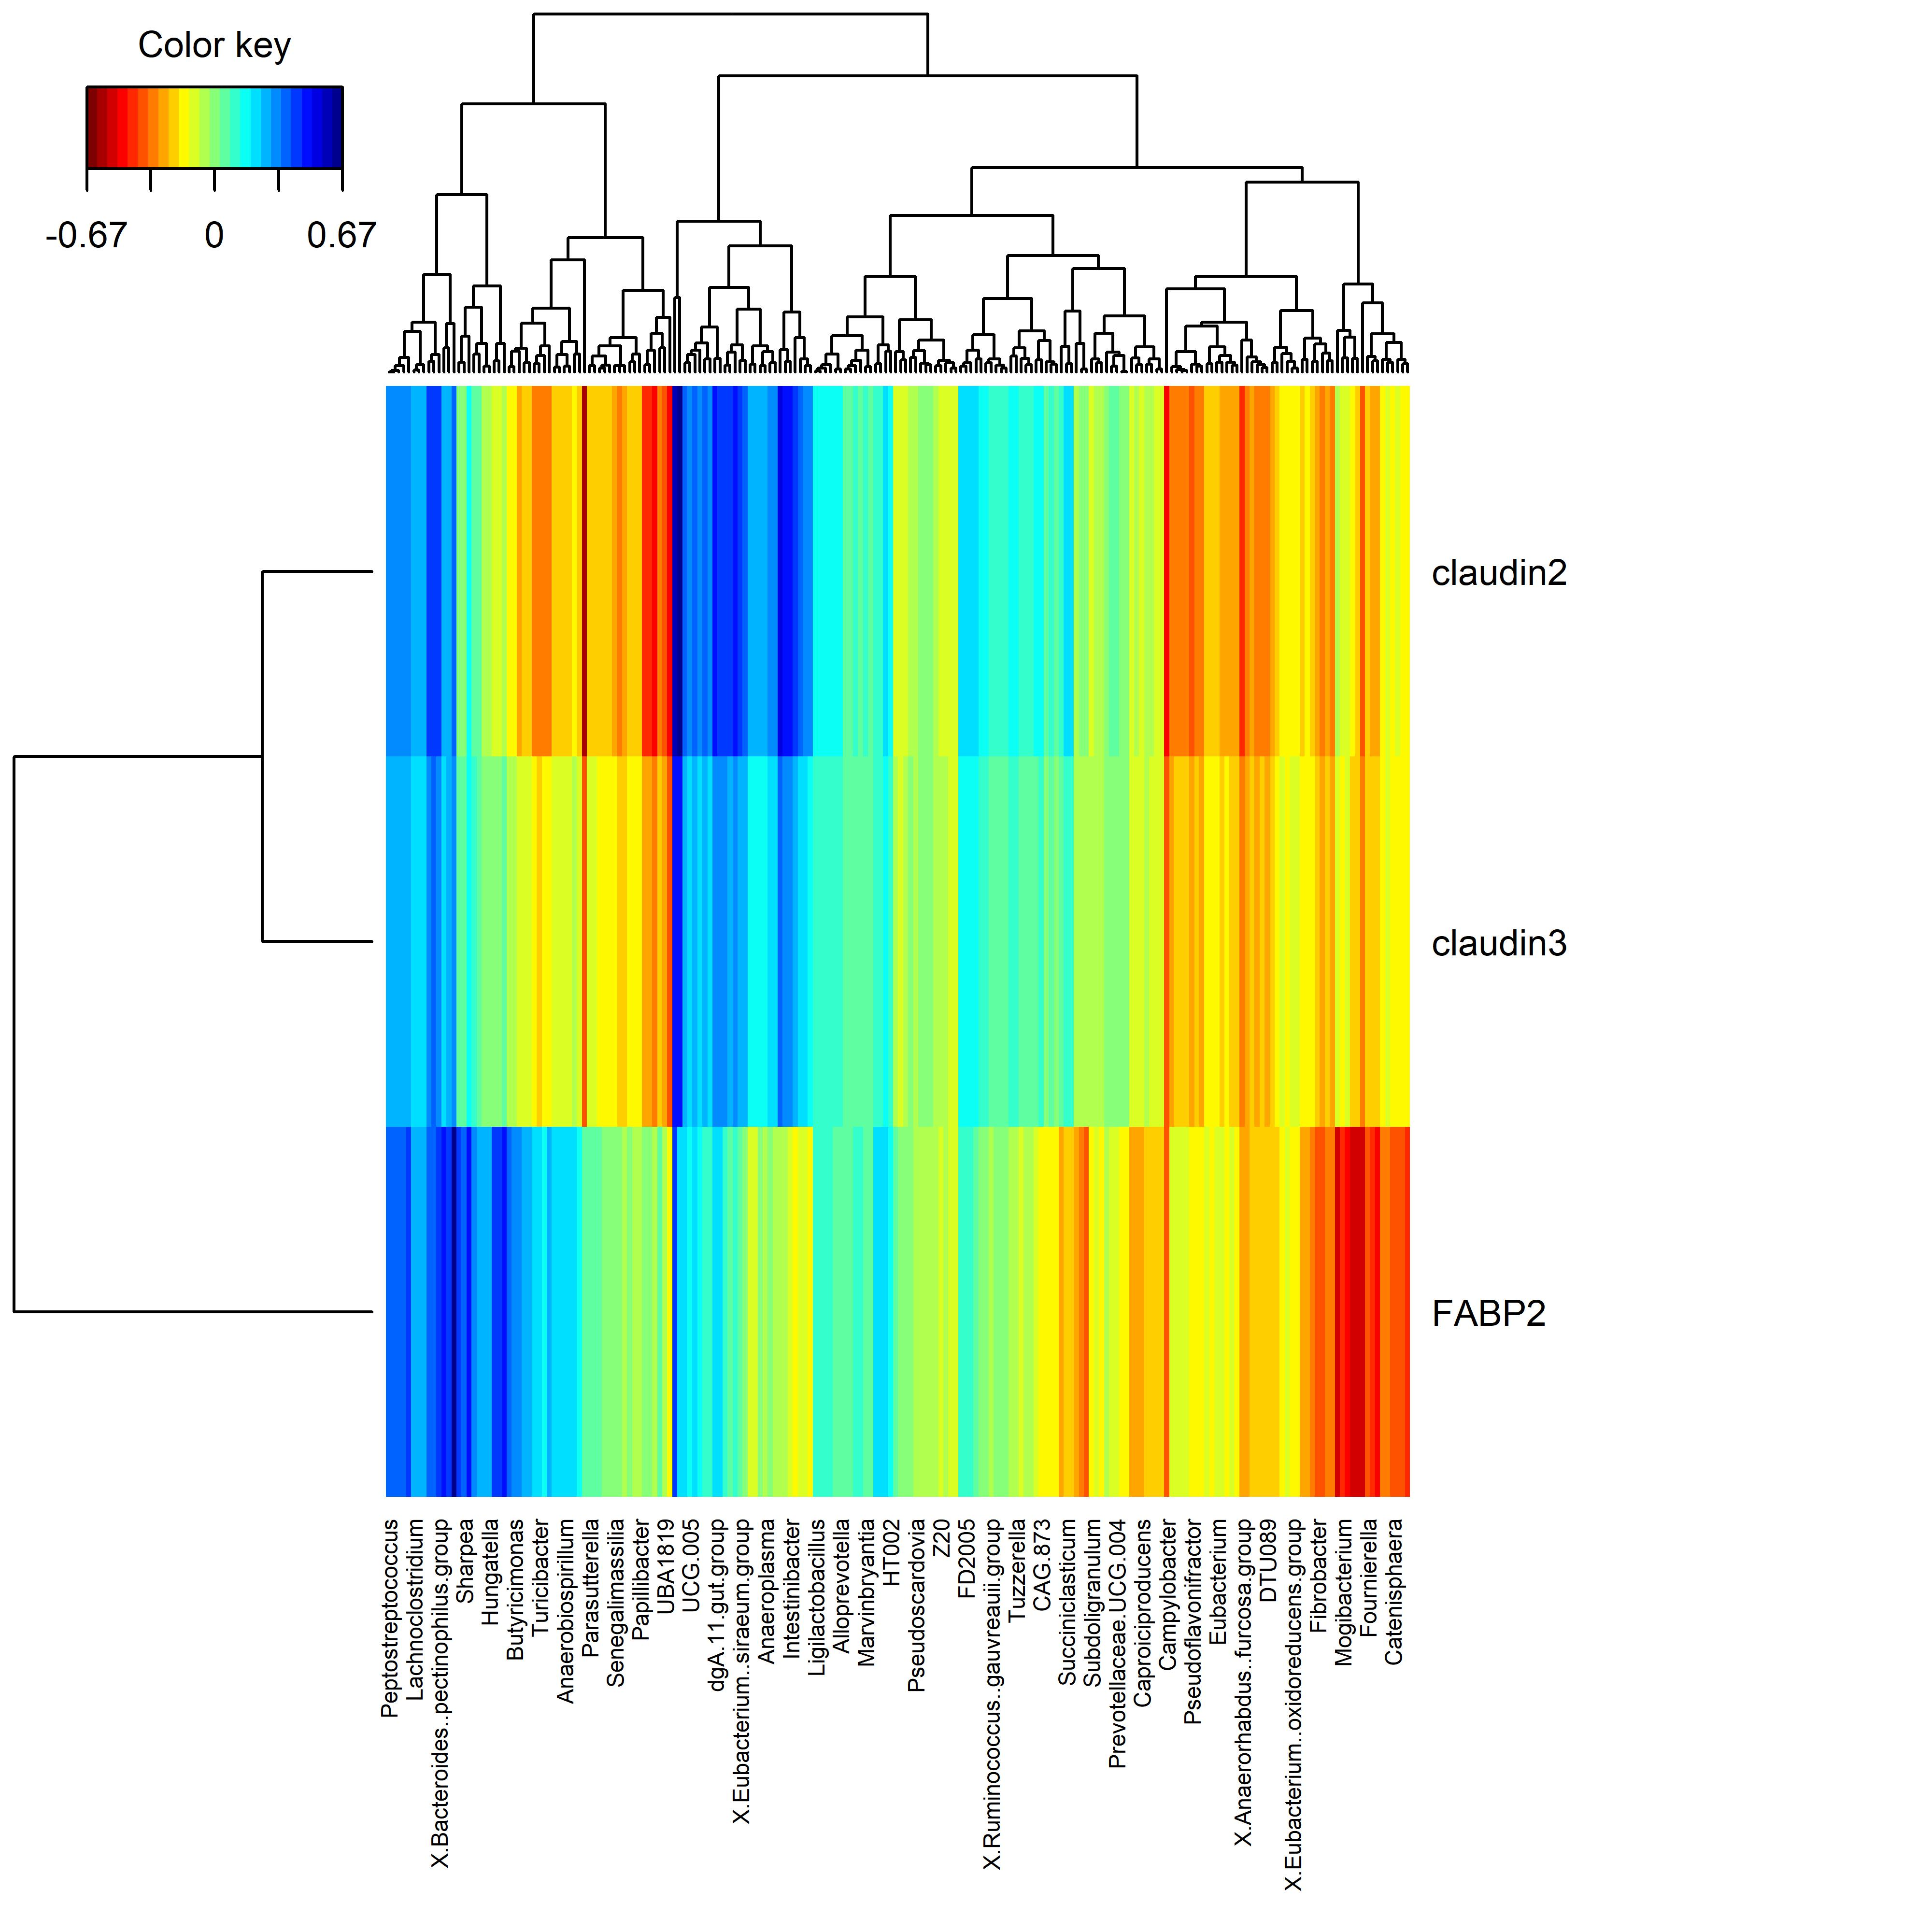 Color key
-0.67 0 0.67
claudin2
claudin3
FABP2
Peptostreptococcus
Lachnoclostridium
X.Bacteroides..pectinophilus.group
Sharpea
Hungatella
Butyricimonas
Turicibacter
Anaerobiospirillum
Parasutterella
Senegalimassilia
Papillibacter
UBA1819
UCG.005
dgA.11.gut.group
X.Eubacterium..siraeum.group
Anaeroplasma
Intestinibacter
Ligilactobacillus
Alloprevotella
Marvinbryantia
HT002
Pseudoscardovia
Z20
FD2005
X.Ruminococcus..gauvreauii.group
Tuzzerella
CAG.873
Succiniclasticum
Subdoligranulum
Prevotellaceae.UCG.004
Caproiciproducens
Campylobacter
Pseudoflavonifractor
Eubacterium
X.Anaerorhabdus..furcosa.group
DTU089
X.Eubacterium..oxidoreducens.group
Fibrobacter
Mogibacterium
Fournierella
Catenisphaera